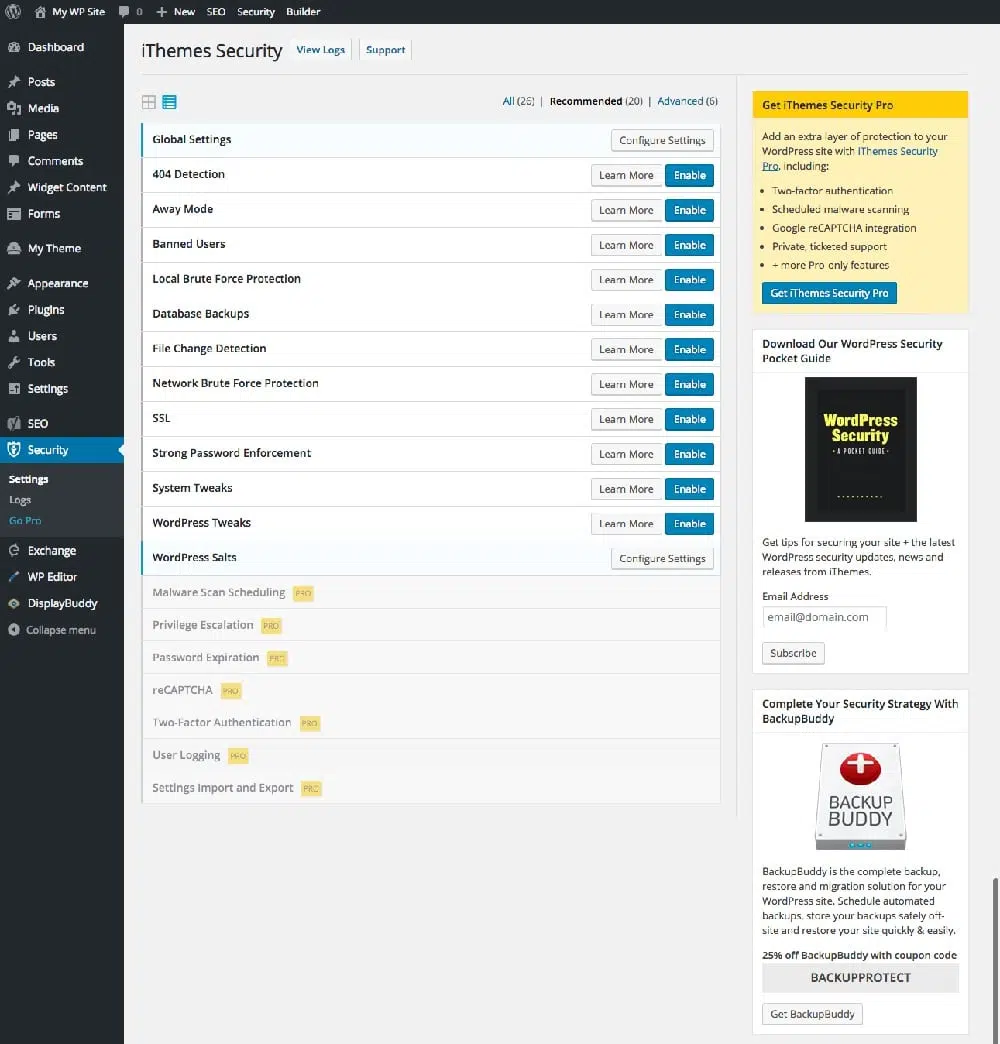 My WP Site 0 + New SEO Security Builder
Dashboard
Posts
Media
Pages
Comments
Widget Content
Forms
My Theme
Appearance
Plugins
Users
Tools
Settings
SEO
Security
Settings
Logs
Go Pro
Exchange
WP Editor
DisplayBuddy
Collapse menu
iThemes Security View Logs Support
All (26) | Recommended (20) | Advanced (6)
Global Settings Configure Settings
404 Detection Learn More Enable
Away Mode Learn More Enable
Banned Users Learn More Enable
Local Brute Force Protection Learn More Enable
Database Backups Learn More Enable
File Change Detection Learn More Enable
Network Brute Force Protection Learn More Enable
SSL Learn More Enable
Strong Password Enforcement Learn More Enable
System Tweaks Learn More Enable
WordPress Tweaks Learn More Enable
WordPress Salts Configure Settings
Malware Scan Scheduling PRO
Privilege Escalation PRO
Password Expiration PRO
reCAPTCHA PRO
Two-Factor Authentication PRO
User Logging PRO
Settings Import and Export PRO
Get iThemes Security Pro
Add an extra layer of protection to your
WordPress site with iThemes Security
Pro, including:
• Two-factor authentication
• Scheduled malware scanning
• Google reCAPTCHA integration
• Private, ticketed support
• + more Pro-only features
Get iThemes Security Pro
Download Our WordPress Security
Pocket Guide
WordPress
Security
- A POCKET GUIDE -
Get tips for securing your site + the latest
WordPress security updates, news and
releases from iThemes.
Email Address
email@domain.com
Subscribe
Complete Your Security Strategy With
BackupBuddy
BACKUP
BUDDY
BackupBuddy is the complete backup,
restore and migration solution for your
WordPress site. Schedule automated
backups, store your backups safely off-
site and restore your site quickly & easily.
25% off BackupBuddy with coupon code
BACKUPPROTECT
Get BackupBuddy